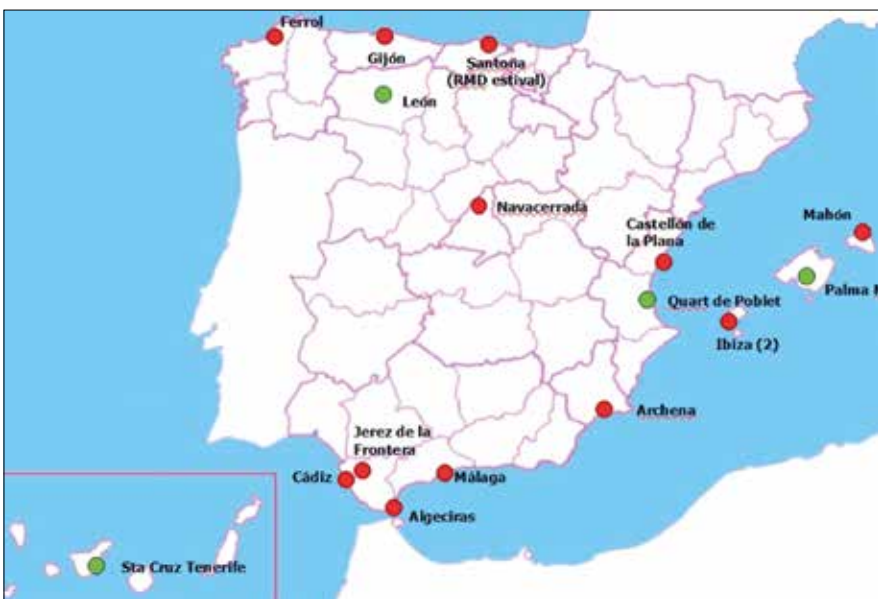 Ferrol
Gijón
Santoña
(RMD estival)
León
Navacerrada
Mahón
Castellón de
la Plana
Palma
Quart de Poblet
Ibiza (2)
Archena
Jerez de la
Frontera
Cádiz
Málaga
Algeciras
Sta Cruz Tenerife